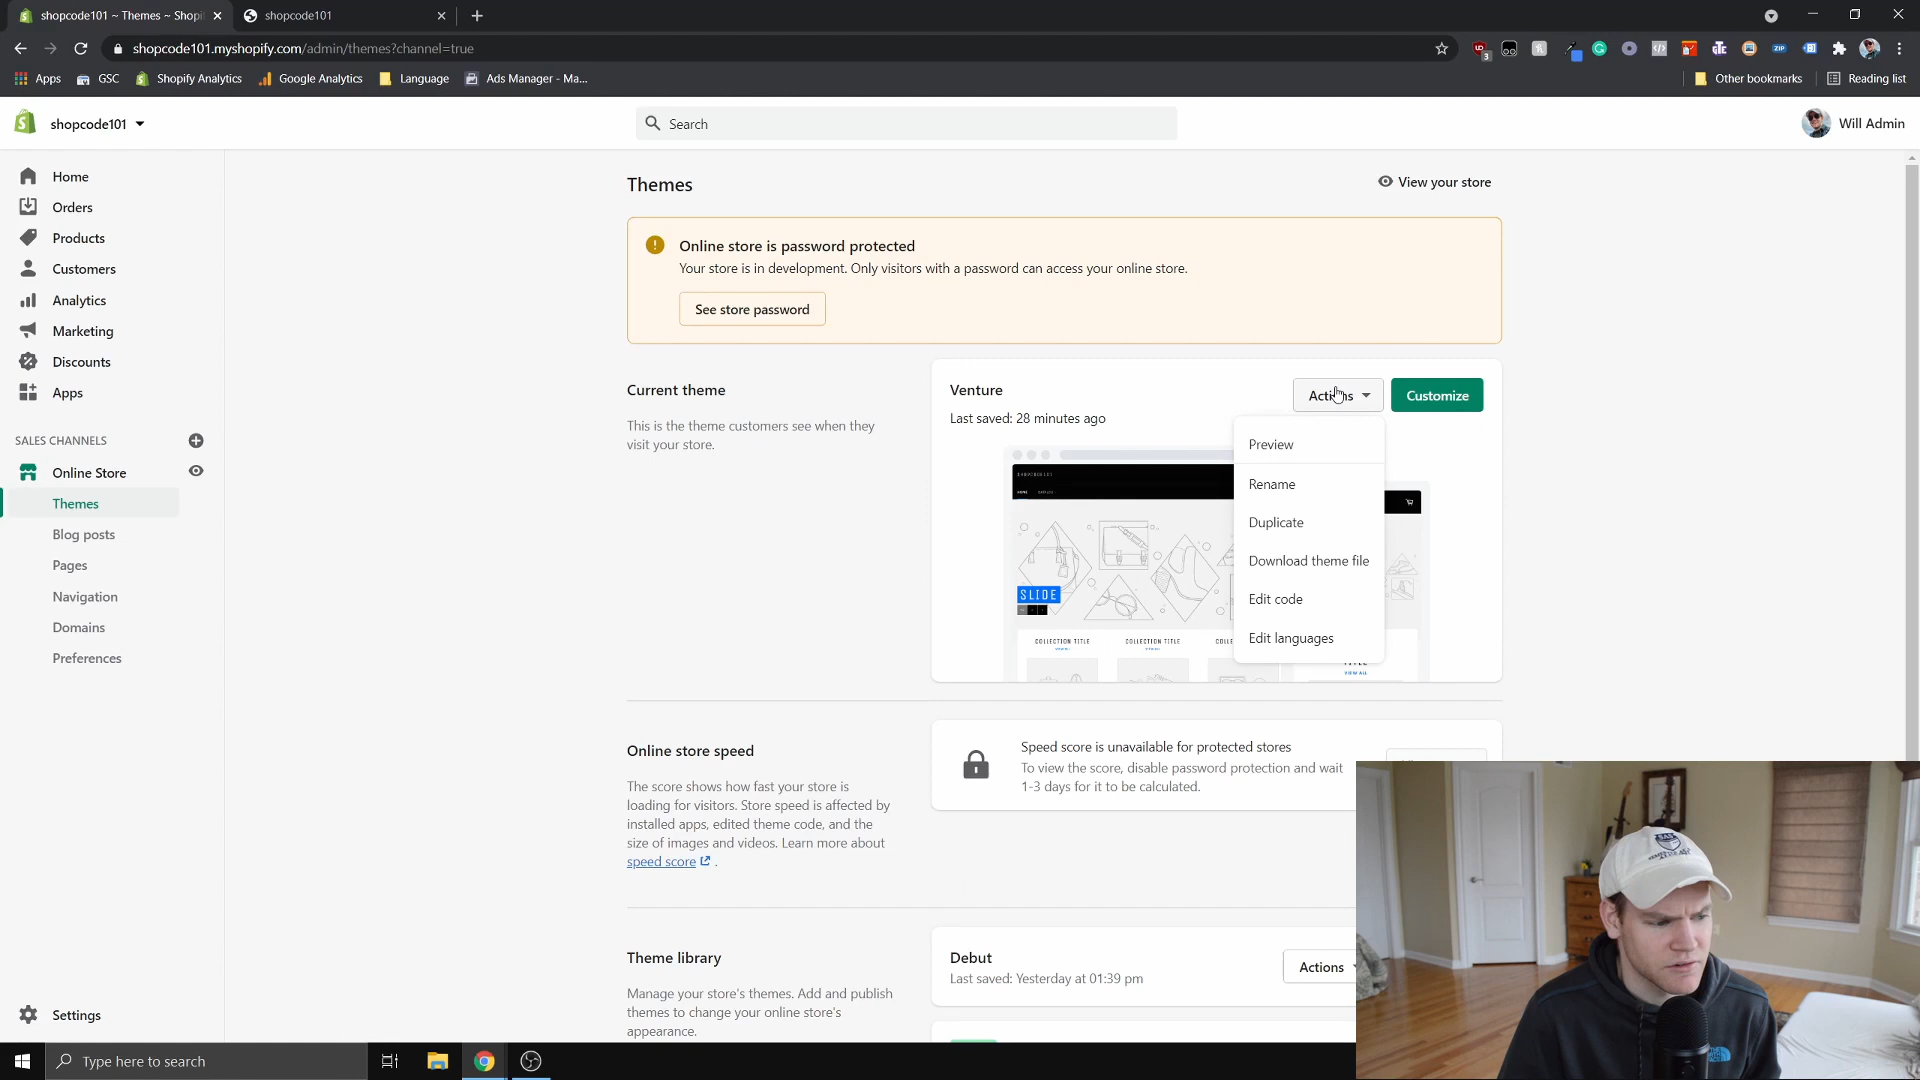 shopcode101 ~ Themes ~ Shopi
shopcode101
shopcode101.myshopify.com/admin/themes?channel=true
Apps
GSC
Shopify Analytics
Google Analytics
Language
Ads Manager - Ma...
Other bookmarks
Reading list
shopcode101
Search
Will Admin
Home
Orders
Products
Customers
Analytics
Marketing
Discounts
Apps
SALES CHANNELS
Online Store
Themes
Blog posts
Pages
Navigation
Domains
Preferences
Settings
Themes
View your store
Online store is password protected
Your store is in development. Only visitors with a password can access your online store.
See store password
Current theme
This is the theme customers see when they
visit your store.
Venture
Last saved: 28 minutes ago
Actions
Customize
Preview
Rename
Duplicate
Download theme file
Edit code
Edit languages
SHOPCODE101
HOME CATALOG
SLIDE
COLLECTION TITLE
VIEW ALL
COLLECTION TITLE
VIEW ALL
TITLE
VIEW ALL
Online store speed
The score shows how fast your store is
loading for visitors. Store speed is affected by
installed apps, edited theme code, and the
size of images and videos. Learn more about
speed score .
Speed score is unavailable for protected stores
To view the score, disable password protection and wait
1-3 days for it to be calculated.
Theme library
Manage your store's themes. Add and publish
themes to change your online store's
appearance.
Debut
Last saved: Yesterday at 01:39 pm
Actions
Type here to search